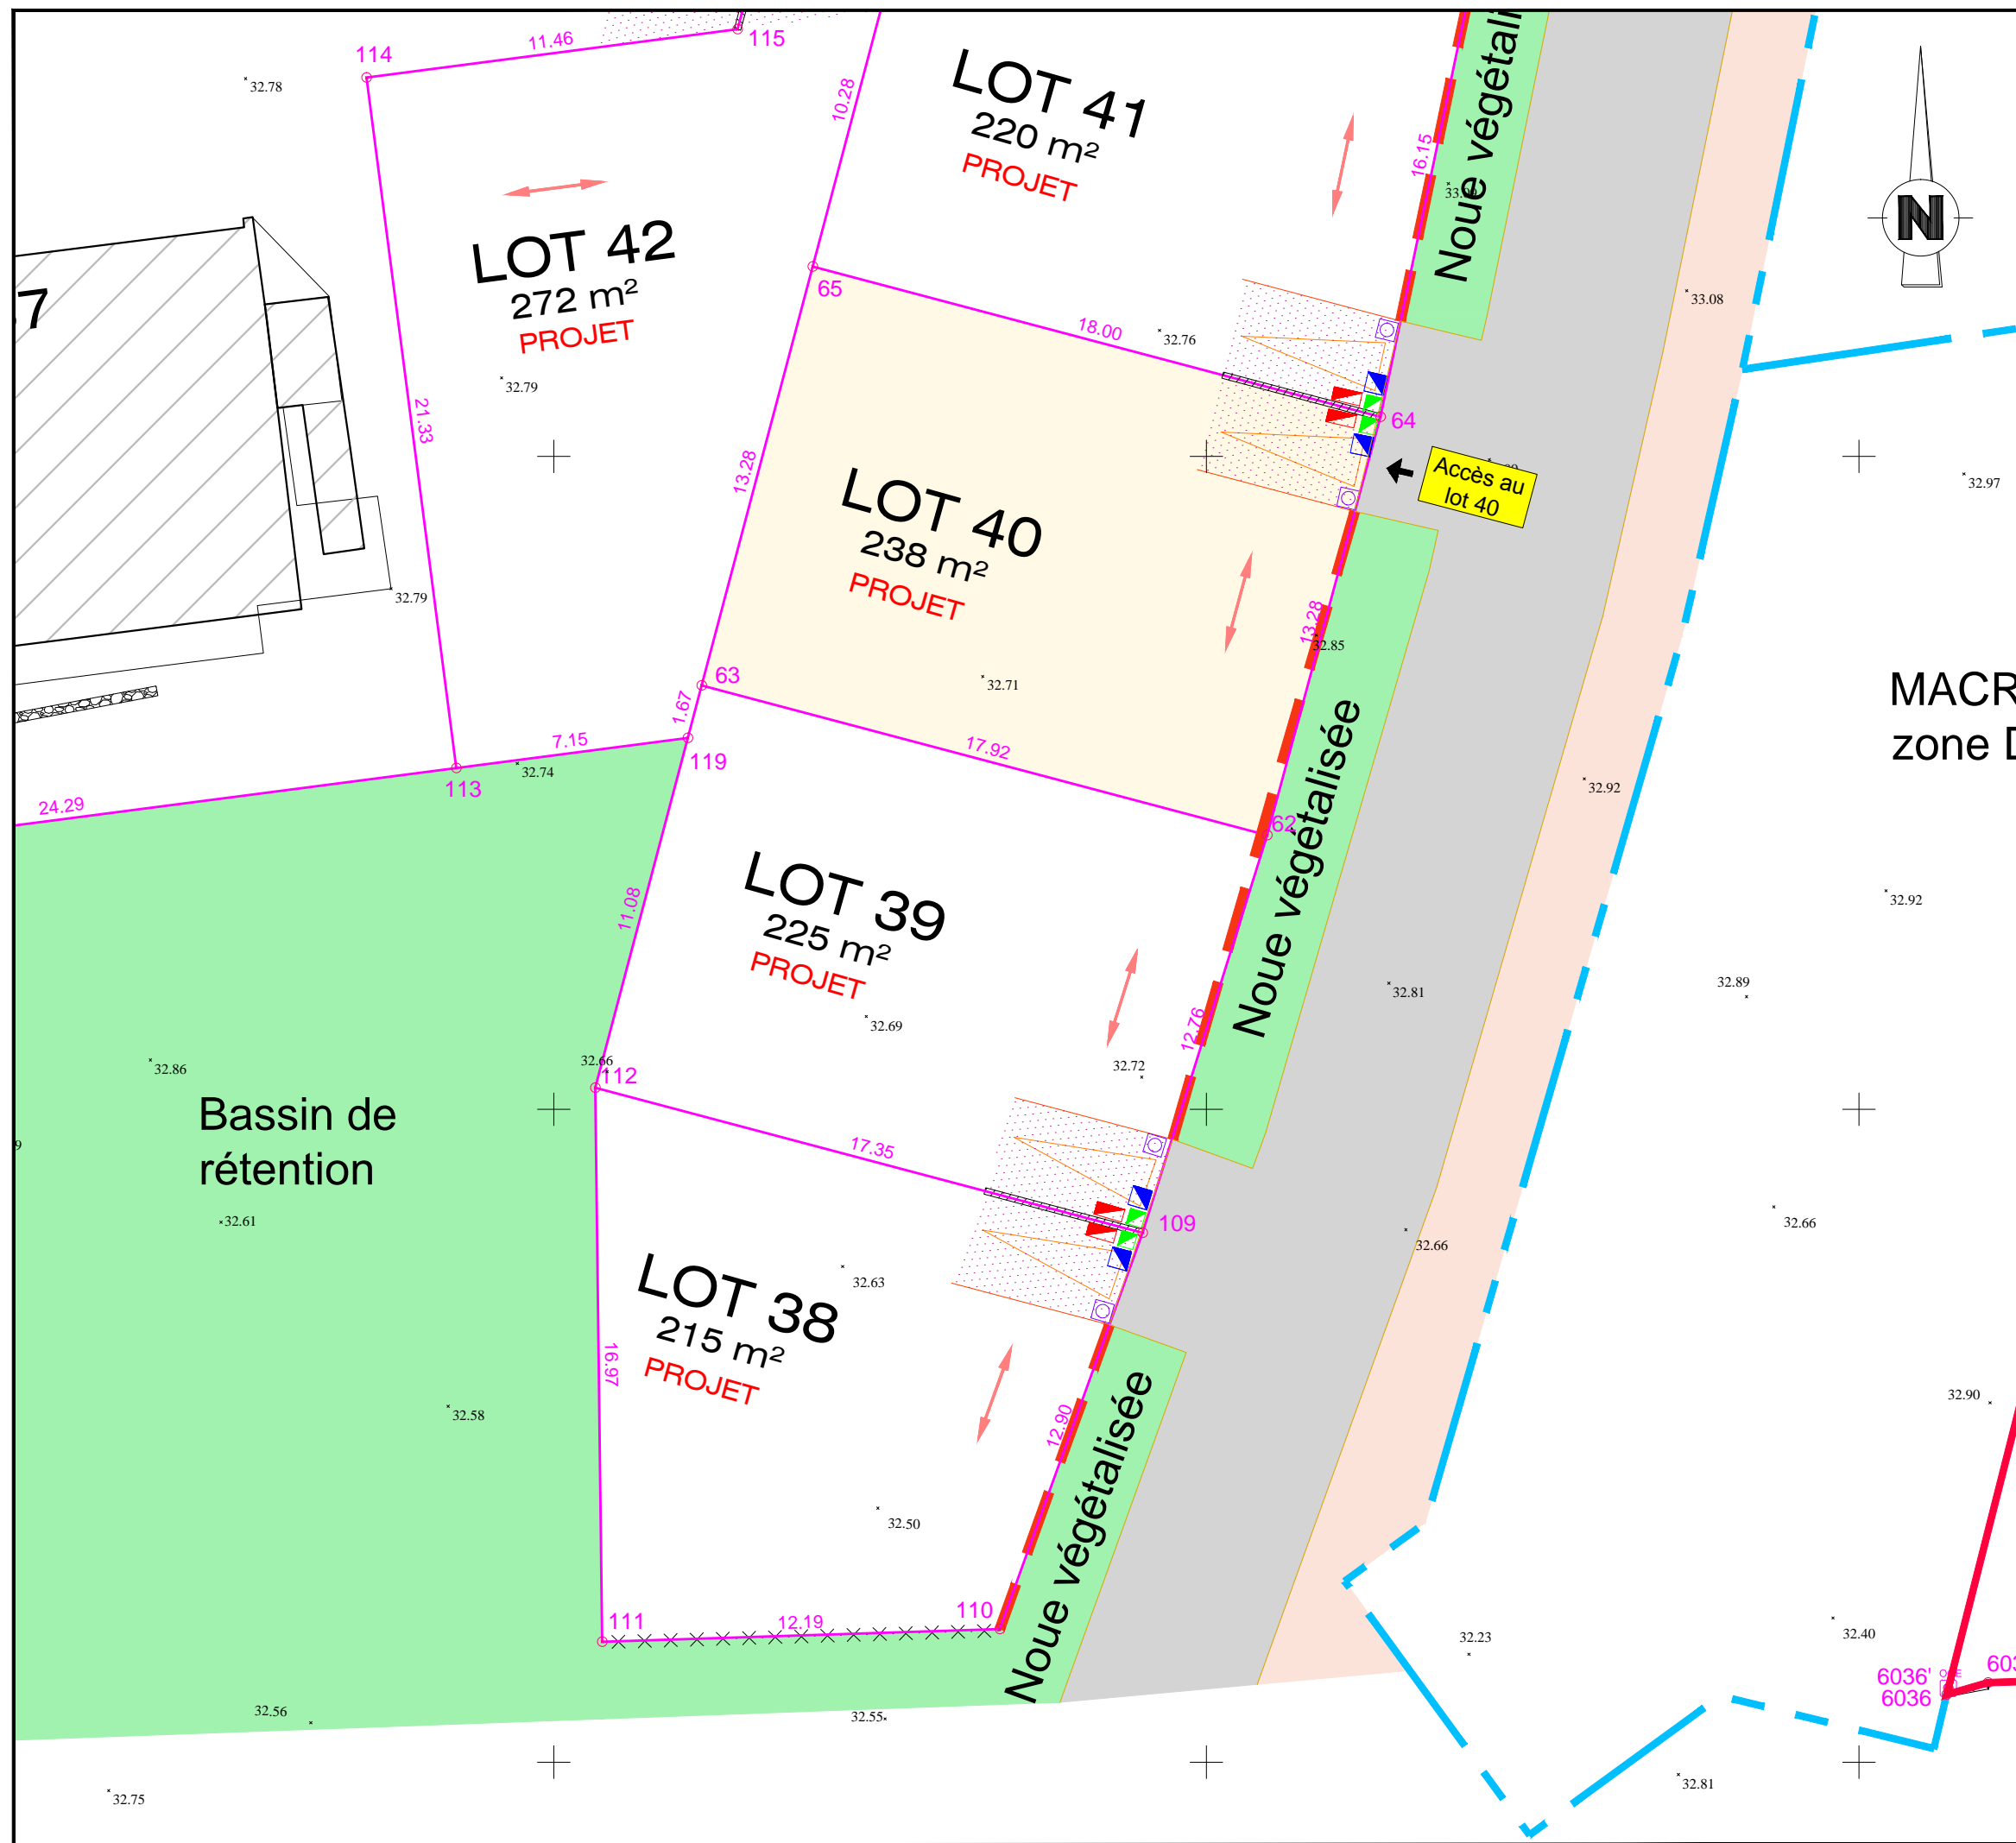 114
11.46
115
32.78
10.28
LOT 41
220 m²
PROJET
16.15
Noue végétali
N
LOT 42
272 m²
PROJET
65
18.00
32.76
33.08
32.79
21.33
64
Accès au
lot 40
32.97
13.28
LOT 40
238 m²
PROJET
32.79
13.28
32.85
32.71
63
1.67
7.15
32.74
119
113
24.29
17.92
62
Noue végétalisée
MACR
zone D
32.92
32.92
LOT 39
225 m²
PROJET
11.08
32.69
12.76
32.81
32.89
32.72
32.66
112
32.86
Bassin de
rétention
17.35
109
32.61
32.66
32.66
LOT 38
215 m²
PROJET
32.63
16.97
12.90
Noue végétalisée
32.58
32.90
32.50
111
12.19
110
32.23
32.40
6036'
6036
32.56
32.55
32.75
32.81